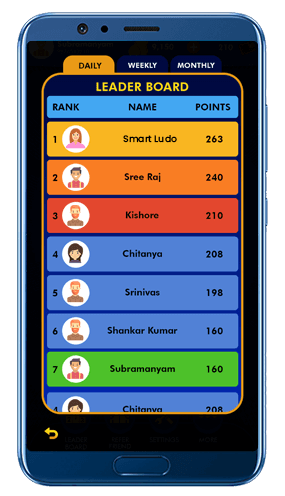 DAILY WEEKLY MONTHLY
LEADER BOARD
RANK NAME POINTS
1 Smart Ludo 263
2 Sree Raj 240
3 Kishore 210
4 Chitanya 208
5 Srinivas 198
6 Shankar Kumar 160
7 Subramanyam 160
4 Chitanya 208